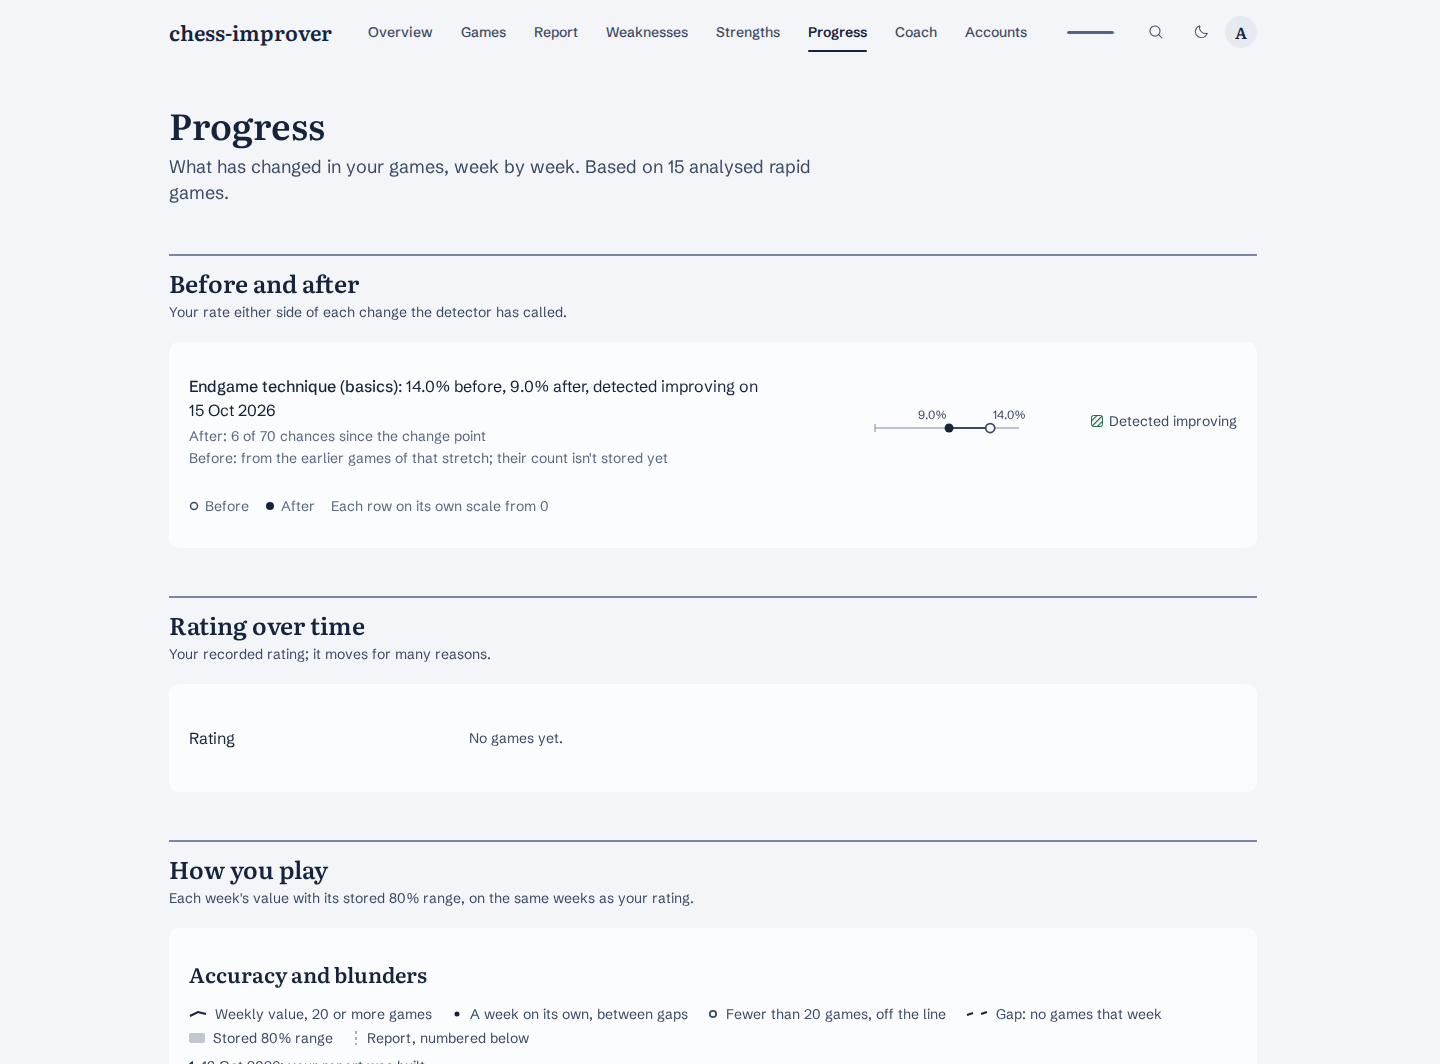 chess-improver Overview Games Report Weaknesses Strengths Progress Coach Accounts A
Progress
What has changed in your games, week by week. Based on 15 analysed rapid
games.
Before and after
Your rate either side of each change the detector has called.
Endgame technique (basics): 14.0% before, 9.0% after, detected improving on
15 Oct 2026
After: 6 of 70 chances since the change point
Before: from the earlier games of that stretch; their count isn't stored yet
9.0% 14.0%
Detected improving
Before After Each row on its own scale from 0
Rating over time
Your recorded rating; it moves for many reasons.
Rating No games yet.
How you play
Each week's value with its stored 80% range, on the same weeks as your rating.
Accuracy and blunders
Weekly value, 20 or more games A week on its own, between gaps Fewer than 20 games, off the line Gap: no games that week
Stored 80% range Report, numbered below